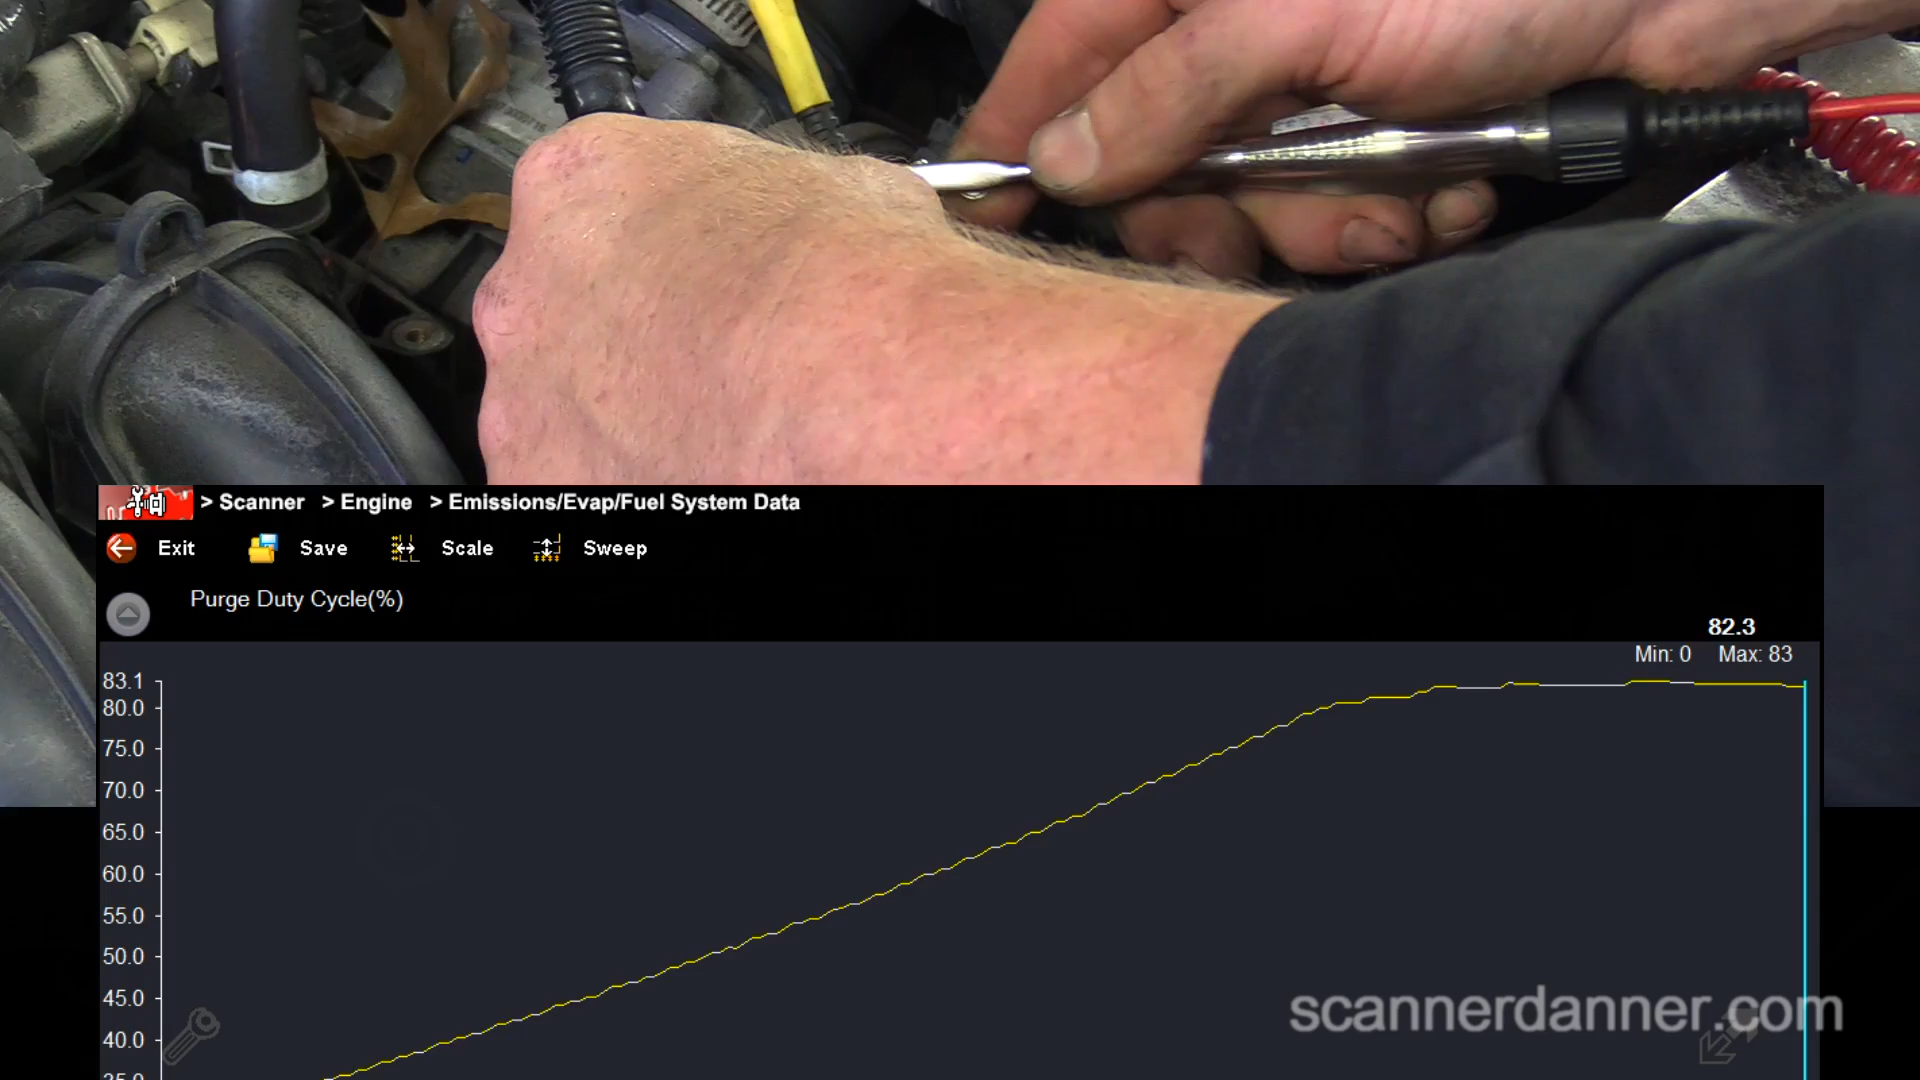 > Scanner > Engine > Emissions/Evap/Fuel System Data
Exit Save Scale Sweep
Purge Duty Cycle(%)
82.3
Min: 0 Max: 83
83.1
80.0
75.0
70.0
65.0
60.0
55.0
50.0
45.0
scannerdanner.com
40.0